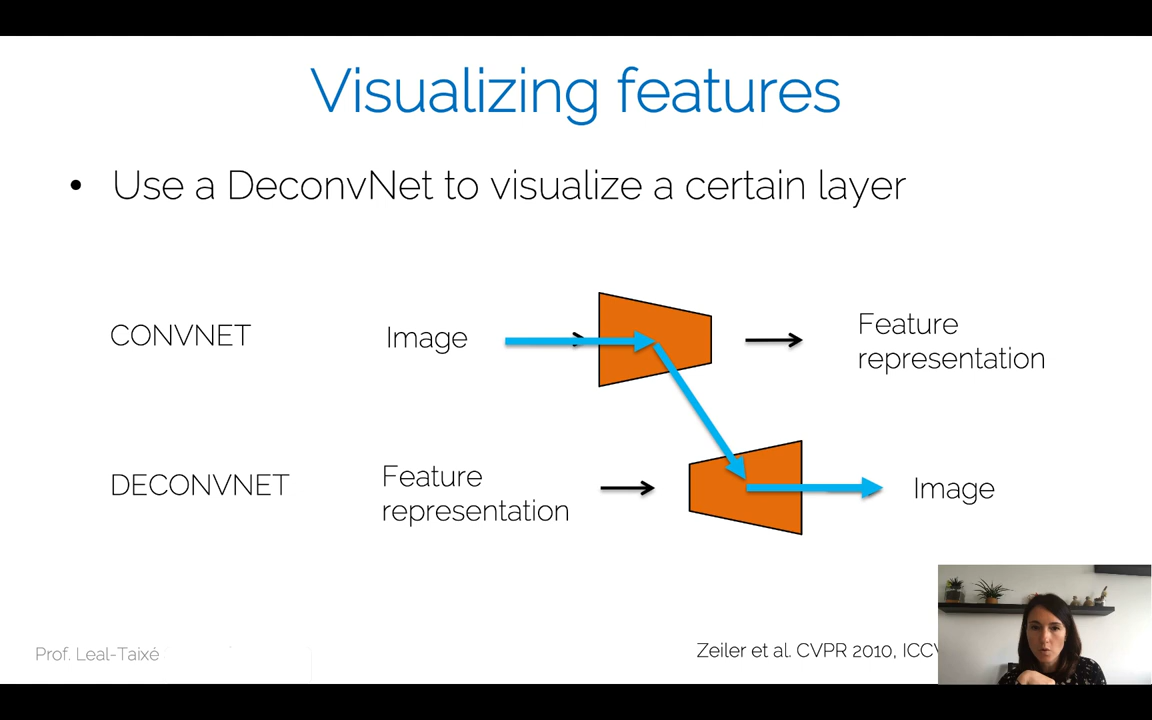 Visualizing features
• Use a DeconvNet to visualize a certain layer
CONVNET
Image
Feature
representation
DECONVNET
Feature
representation
Image
Prof. Leal-Taixé
Zeiler et al. CVPR 2010,